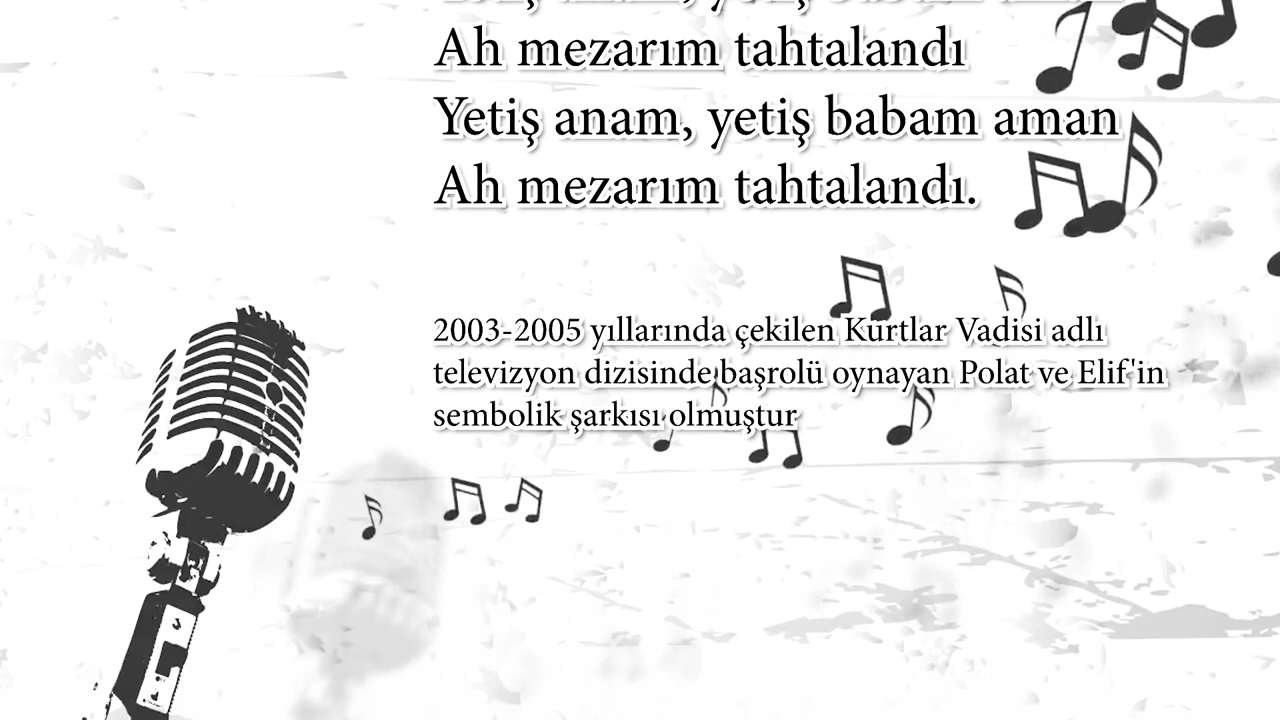 Ah mezarım tahtalandı
Yetiş anam, yetiş babam aman
Ah mezarım tahtalandı.
2003-2005 yıllarında çekilen Kurtlar Vadisi adlı
televizyon dizisinde başrolü oynayan Polat ve Elif'in
sembolik şarkısı olmuştur